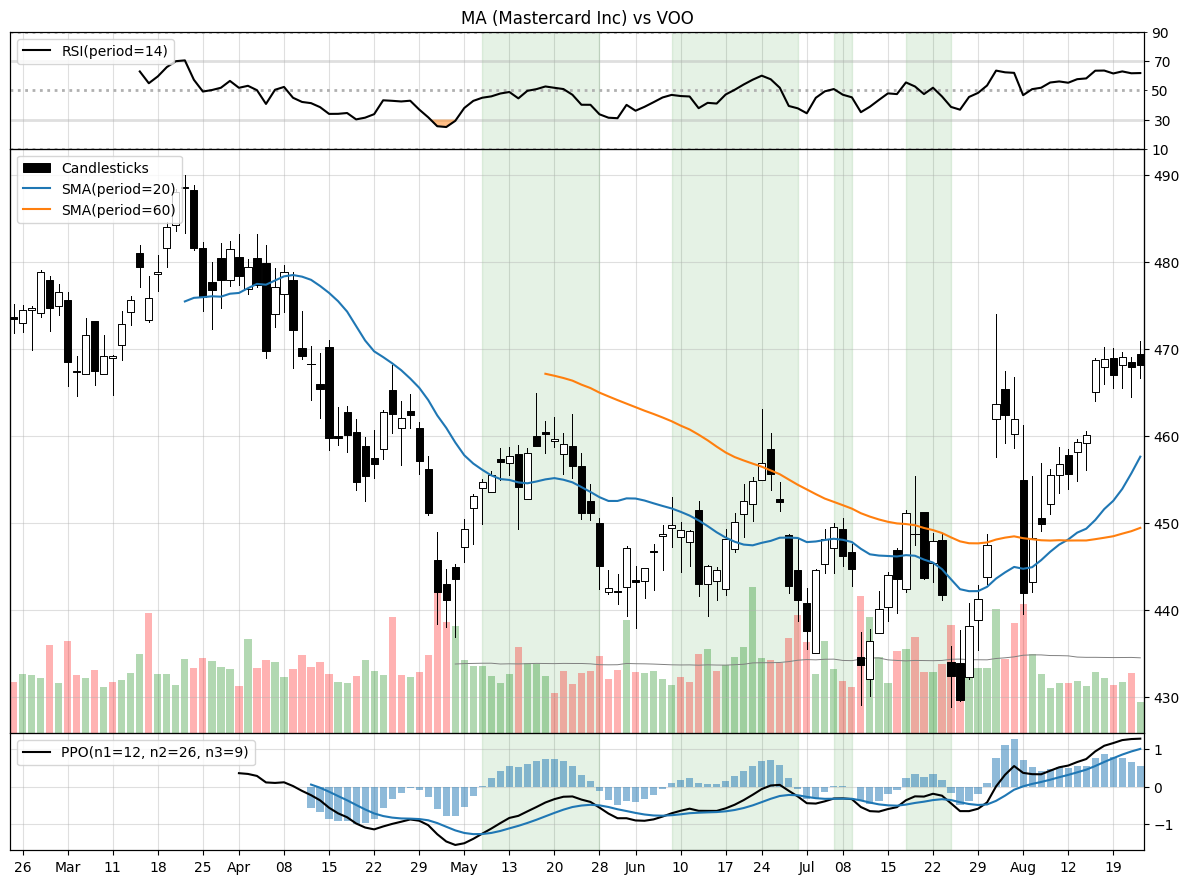 MA (Mastercard Inc) vs VOO
RSI(period=14)
90
70
50
30
10
Candlesticks
SMA(period=20)
SMA(period=60)
490
480
470
460
450
440
430
PPO(n1=12, n2=26, n3=9)
1
0
−1
26 Mar 11 18 25 Apr 08 15 22 29 May 13 20 28 Jun 10 17 24 Jul 08 15 22 29 Aug 12 19